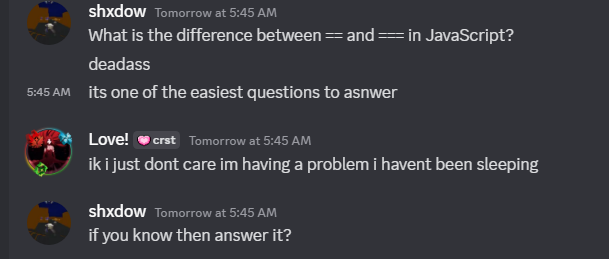 shxdow Tomorrow at 5:45 AM
What is the difference between == and === in JavaScript?
deadass
5:45 AM its one of the easiest questions to asnwer
Love! crst Tomorrow at 5:45 AM
ik i just dont care im having a problem i havent been sleeping
shxdow Tomorrow at 5:45 AM
if you know then answer it?